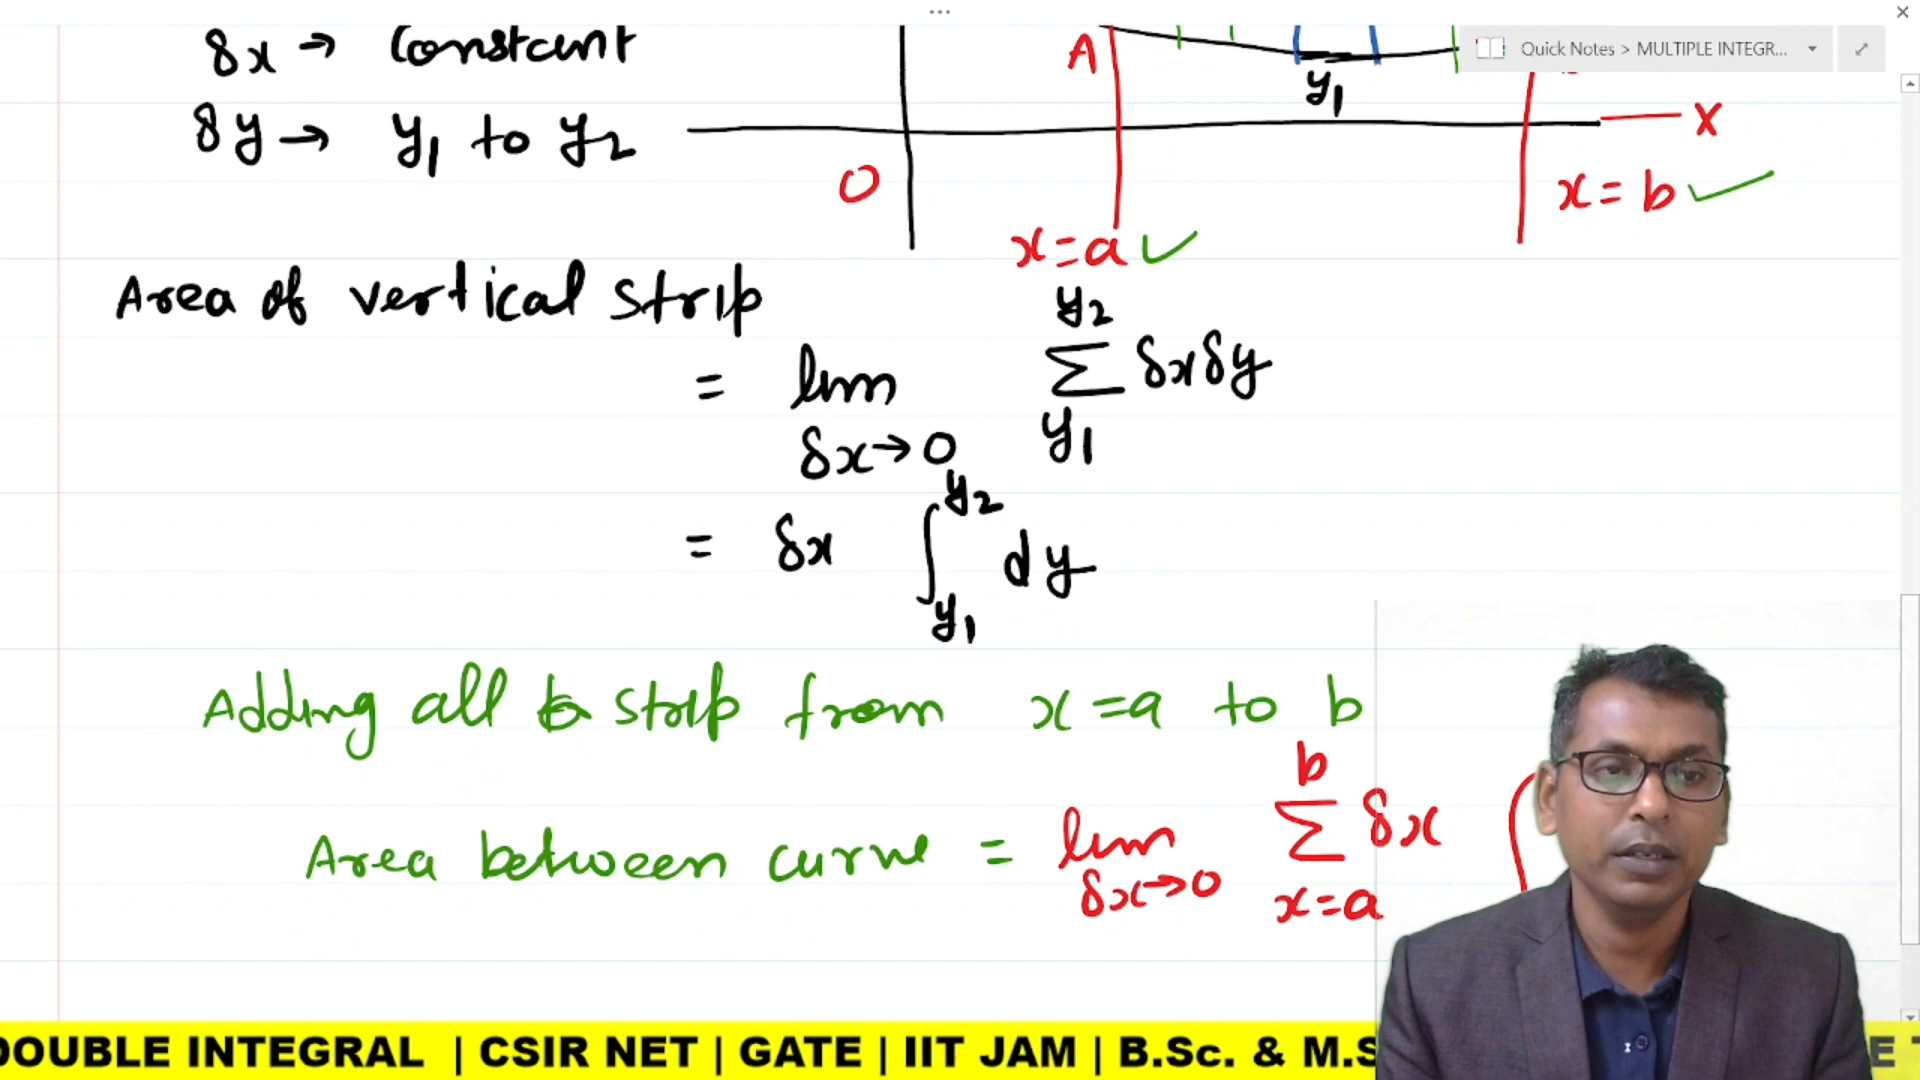 δx → Constant
δy → y₁ to y₂
A
y₁
X
O
x = b ✓
x = a ✓
Quick Notes > MULTIPLE INTEGR...
Area of vertical strip
= lim δx→0 ∑ y₁ y₂ δx δy
= δx ∫ y₁ y₂ dy
Adding all strip from x = a to b
Area between curve = lim δx→0 ∑ x=a b δx (
DOUBLE INTEGRAL | CSIR NET | GATE | IIT JAM | B.Sc. & M.S
E